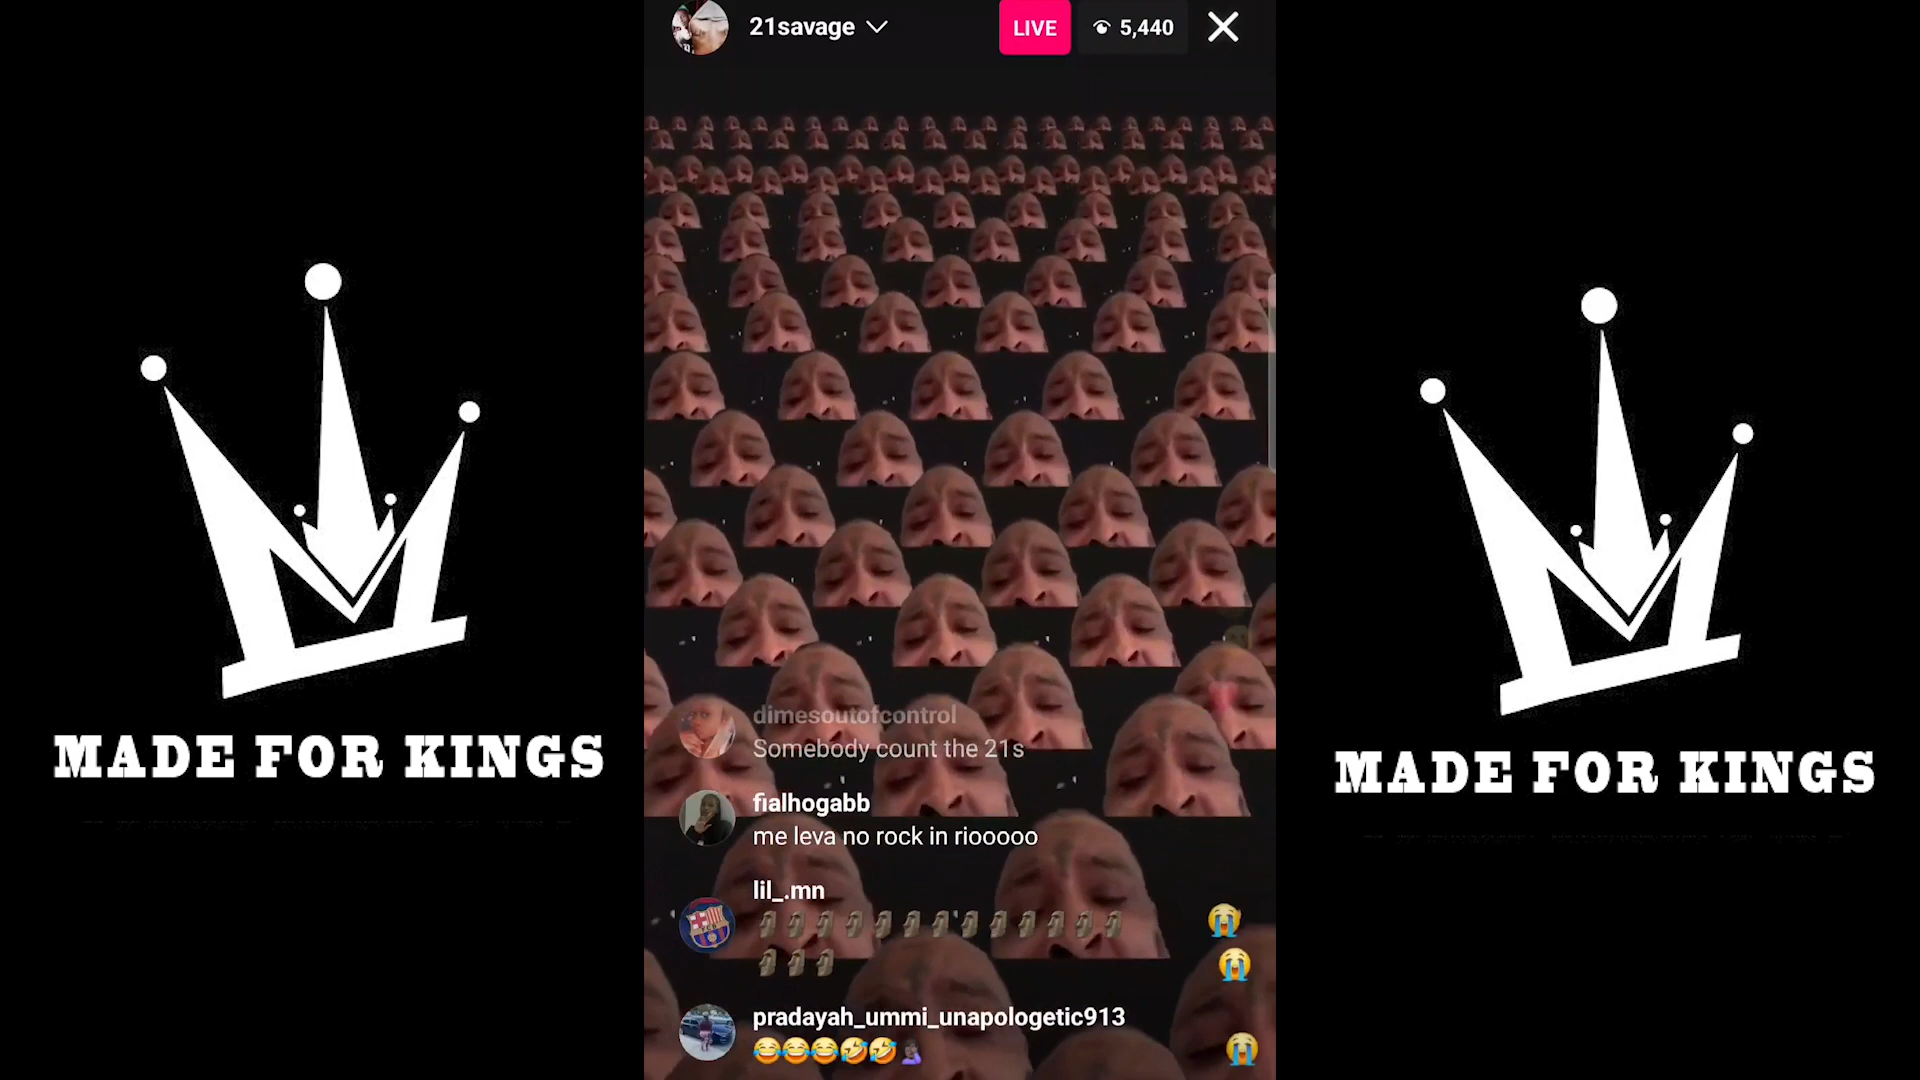 21savage
LIVE
5,440
MADE FOR KINGS
dimesoutofcontrol
Somebody count the 21s
fialhogabb
me leva no rock in riooooo
lil_.mn
pradayah_ummi_unapologetic913
MADE FOR KINGS